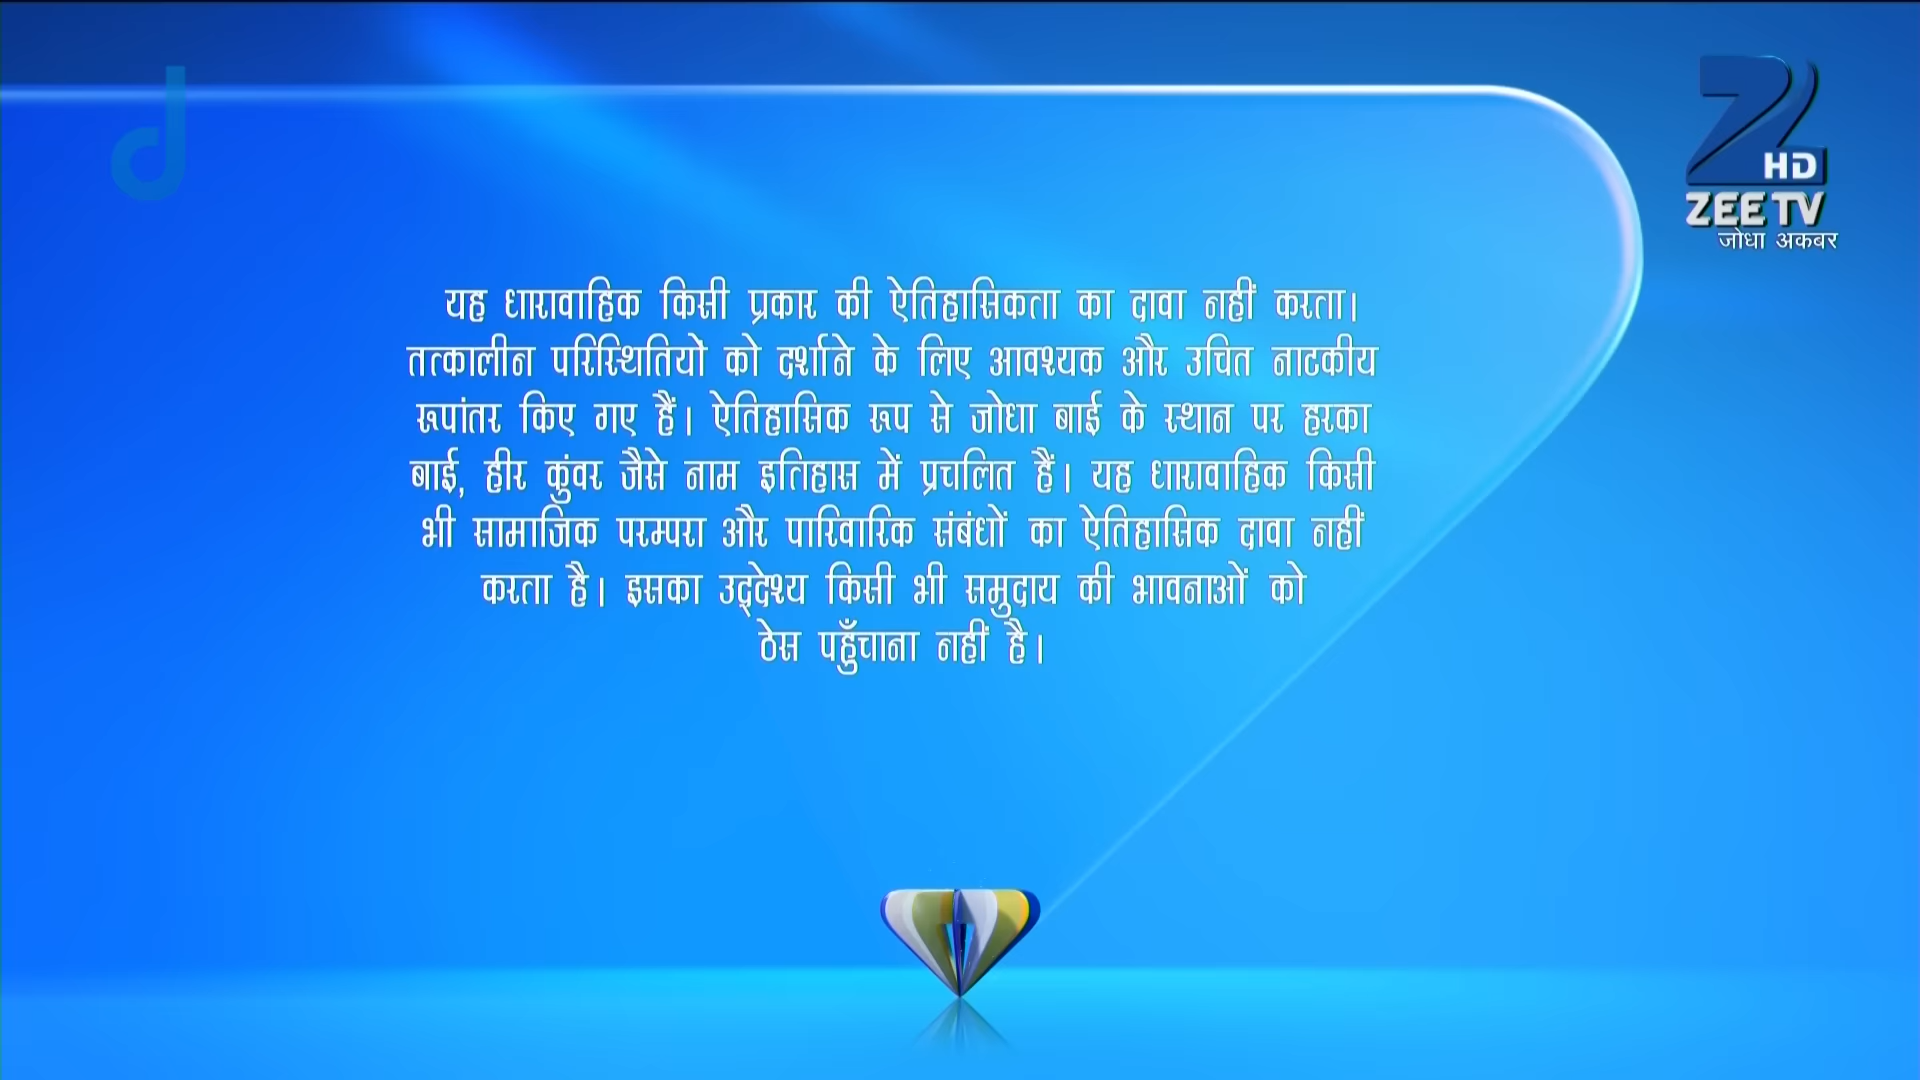 HD
ZEE TV
जोधा अकबर
यह धारावाहिक किसी प्रकार की ऐतिहासिकता का दावा नहीं करता।
तत्कालीन परिस्थितियों को दर्शाने के लिए आवश्यक और उचित नाटकीय
रूपांतर किए गए हैं। ऐतिहासिक रूप से जोधा बाई के स्थान पर हरका
बाई, हीर कुंवर जैसे नाम इतिहास में प्रचलित हैं। यह धारावाहिक किसी
भी सामाजिक परम्परा और पारिवारिक संबंधों का ऐतिहासिक दावा नहीं
करता है। इसका उद्देश्य किसी भी समुदाय की भावनाओं को
ठेस पहुँचाना नहीं है।